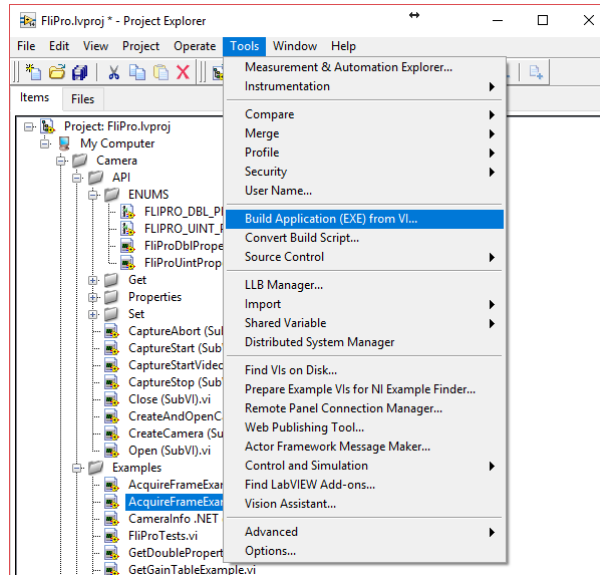 FliPro.lvproj * - Project Explorer
File Edit View Project Operate Tools Window Help
Items Files
Project: FliPro.lvproj
My Computer
Camera
API
ENUMS
FLIPRO_DBL_P
FLIPRO_UINT_
FliProDblPrope
FliProUintProp
Get
Properties
Set
CaptureAbort (Sul
CaptureStart (Sub
CaptureStartVideo
CaptureStop (Sub
Close (SubVI).vi
CreateAndOpenC
CreateCamera (Su
Open (SubVI).vi
Examples
AcquireFrameExar
AcquireFrameExar
CameraInfo .NET
FliProTests.vi
GetDoublePropert
GetGainTableExample.vi
Measurement & Automation Explorer...
Instrumentation
Compare
Merge
Profile
Security
User Name...
Build Application (EXE) from VI...
Convert Build Script...
Source Control
LLB Manager...
Import
Shared Variable
Distributed System Manager
Find VIs on Disk...
Prepare Example VIs for NI Example Finder...
Remote Panel Connection Manager...
Web Publishing Tool...
Actor Framework Message Maker...
Control and Simulation
Find LabVIEW Add-ons...
Vision Assistant...
Advanced
Options...